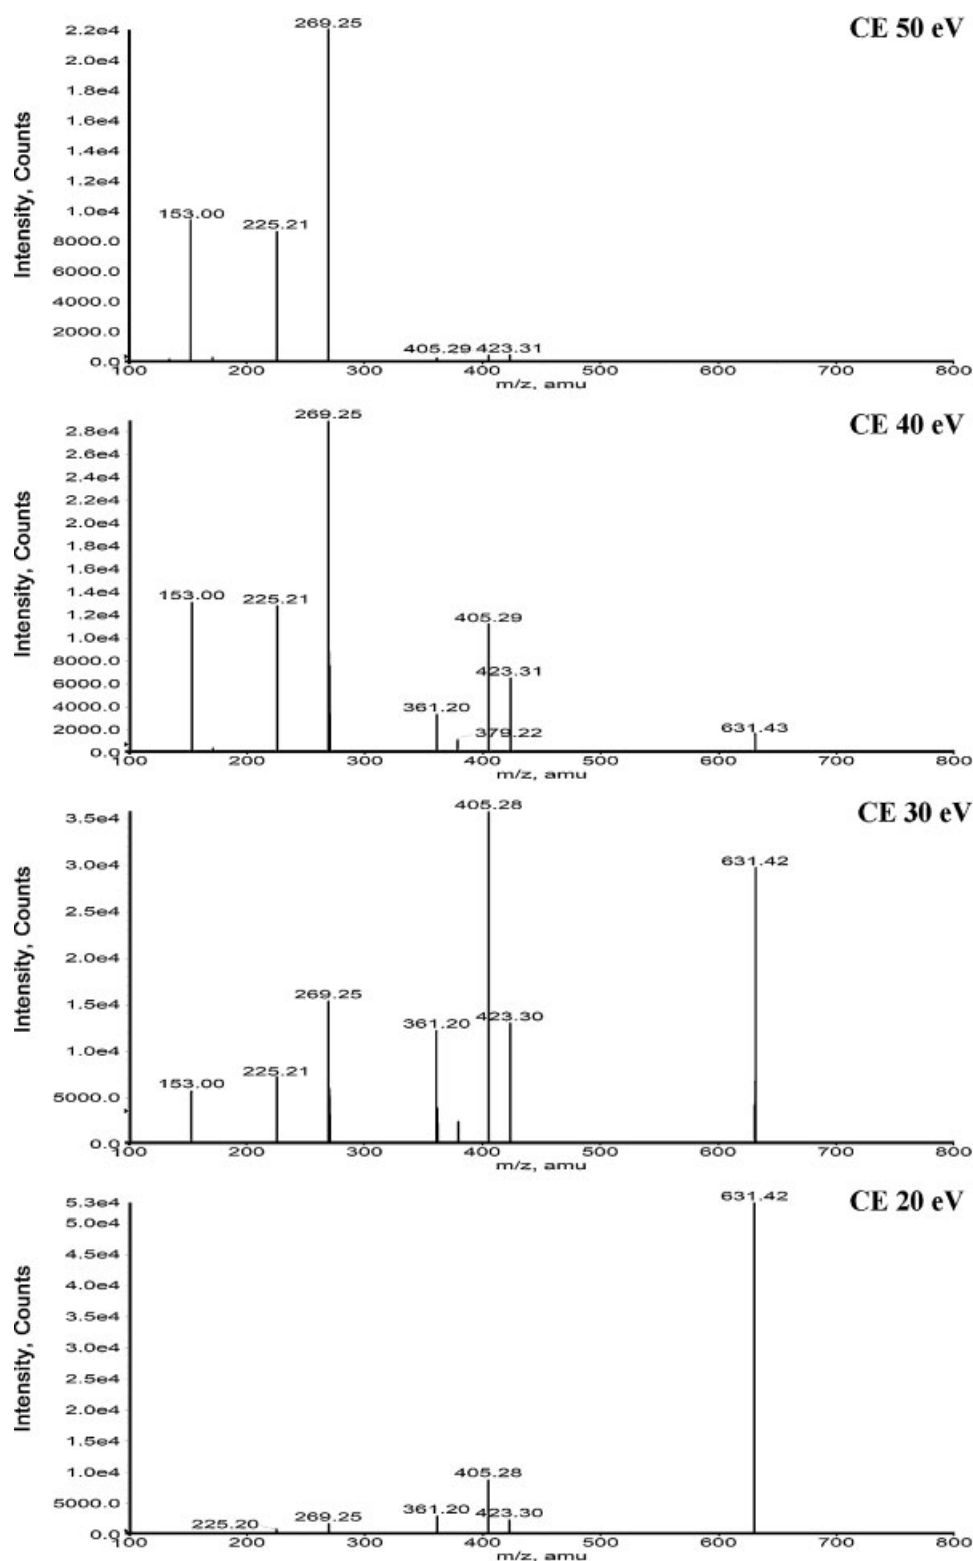 CE 50 eV
Intensity, Counts
2.2e4
2.0e4
1.8e4
1.6e4
1.4e4
1.2e4
1.0e4
8000.0
6000.0
4000.0
2000.0
0.0
269.25
153.00
225.21
405.29 423.31
100 200 300 400 500 600 700 800
m/z, amu
CE 40 eV
Intensity, Counts
2.8e4
2.6e4
2.4e4
2.2e4
2.0e4
1.8e4
1.6e4
1.4e4
1.2e4
1.0e4
8000.0
6000.0
4000.0
2000.0
0.0
269.25
153.00
225.21
405.29
423.31
361.20
379.22
631.43
100 200 300 400 500 600 700 800
m/z, amu
CE 30 eV
Intensity, Counts
3.5e4
3.0e4
2.5e4
2.0e4
1.5e4
1.0e4
5000.0
0.0
405.28
631.42
269.25
361.20
423.30
225.21
153.00
100 200 300 400 500 600 700 800
m/z, amu
CE 20 eV
Intensity, Counts
5.3e4
5.0e4
4.5e4
4.0e4
3.5e4
3.0e4
2.5e4
2.0e4
1.5e4
1.0e4
5000.0
0.0
631.42
405.28
361.20
423.30
269.25
225.20
100 200 300 400 500 600 700 800
m/z, amu